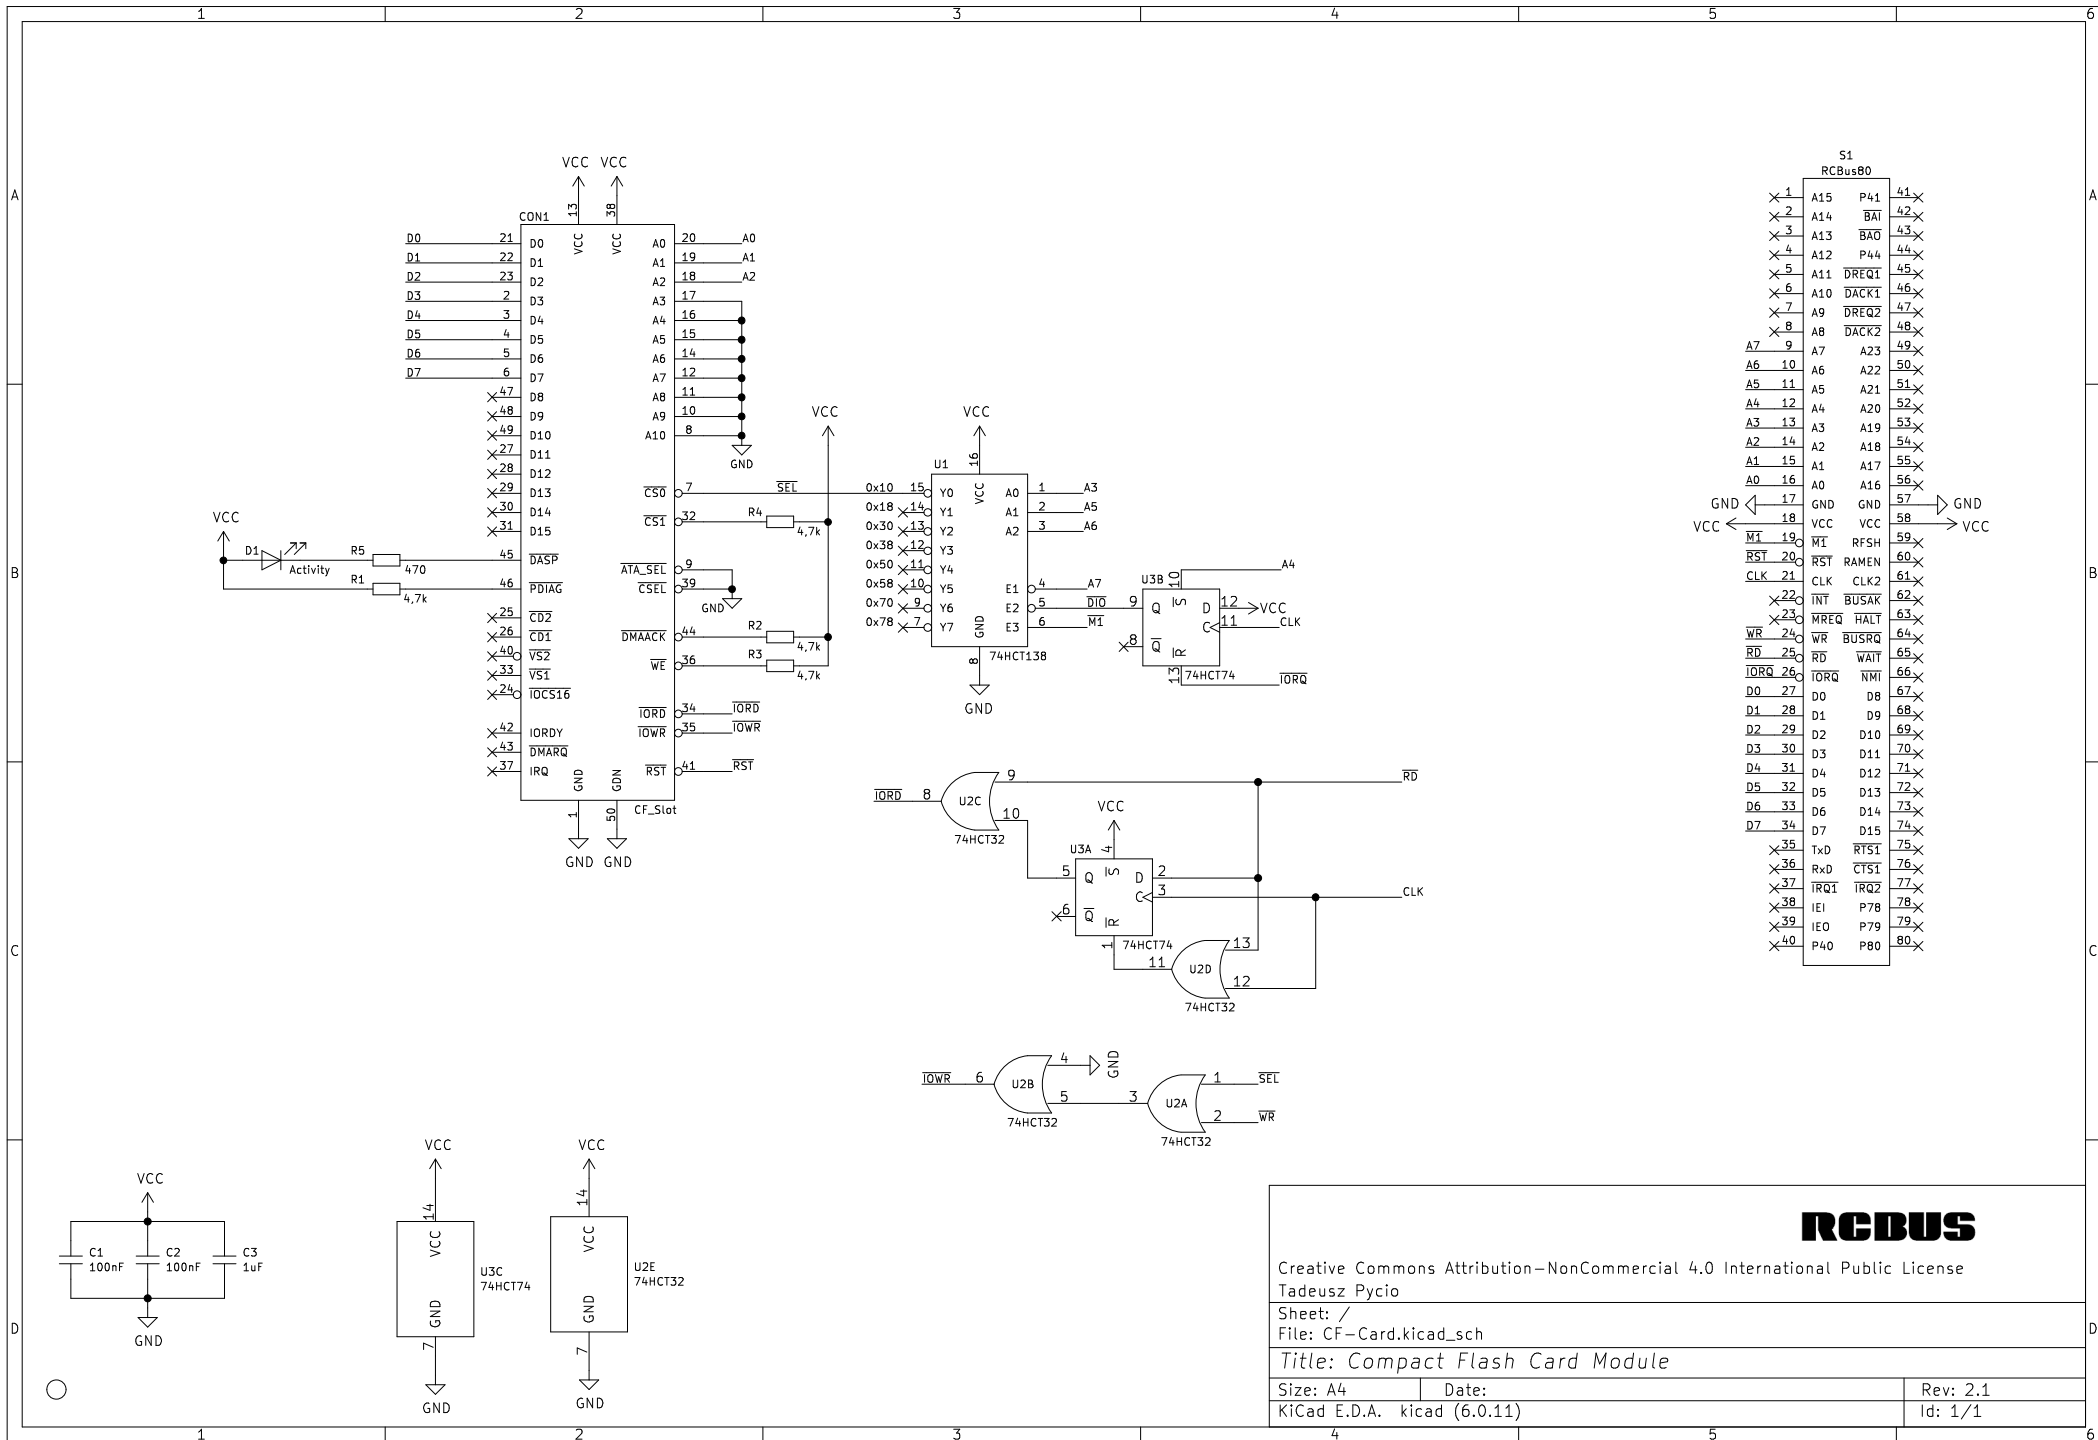 1 2 3 4 5 6
A
B
C
D
A
B
C
D
VCC VCC
13 38
CON1
VCC VCC
D0 21 D0
D1 22 D1
D2 23 D2
D3 2 D3
D4 3 D4
D5 4 D5
D6 5 D6
D7 6 D7
47 D8
48 D9
49 D10
27 D11
28 D12
29 D13
30 D14
31 D15
45 DASP
46 PDIAG
25 CD2
26 CD1
40 VS2
33 VS1
24 IOCS16
42 IORDY
43 DMARQ
37 IRQ
A0 20 A0
A1 19 A1
A2 18 A2
A3 17
A4 16
A5 15
A6 14
A7 12
A8 11
A9 10
A10 8
GND
CS0 7 SEL
CS1 32 R4 4,7k
VCC
ATA_SEL 9
CSEL 39
GND
DMAACK 44 R2 4,7k
WE 36 R3 4,7k
IORD 34 IORD
IOWR 35 IOWR
RST 41 RST
GND GDN
CF_Slot
1 50
GND GND
VCC
D1 Activity
R5 470
R1 4,7k
VCC
U1
16
VCC
0x10 15 Y0
0x18 14 Y1
0x30 13 Y2
0x38 12 Y3
0x50 11 Y4
0x58 10 Y5
0x70 9 Y6
0x78 7 Y7
A0 1 A3
A1 2 A5
A2 3 A6
E1 4 A7
E2 5 DIO
E3 6 M1
GND
8
74HCT138
GND
U3B
10 A4
9 Q S D 12 VCC
C 11 CLK
8 Q R
13 74HCT74
IORQ
IORD 8 U2C 9 RD
10
74HCT32
VCC
U3A 4
5 Q S D 2
C 3 CLK
6 Q R
1 74HCT74
11 U2D 13
12
74HCT32
IOWR 6 U2B 4 GND
5
74HCT32
3 U2A 1 SEL
2 WR
74HCT32
S1
RCBus80
1 A15 P41 41
2 A14 BAI 42
3 A13 BAO 43
4 A12 P44 44
5 A11 DREQ1 45
6 A10 DACK1 46
7 A9 DREQ2 47
8 A8 DACK2 48
A7 9 A7 A23 49
A6 10 A6 A22 50
A5 11 A5 A21 51
A4 12 A4 A20 52
A3 13 A3 A19 53
A2 14 A2 A18 54
A1 15 A1 A17 55
A0 16 A0 A16 56
GND 17 GND GND 57 GND
VCC 18 VCC VCC 58 VCC
M1 19 M1 RFSH 59
RST 20 RST RAMEN 60
CLK 21 CLK CLK2 61
22 INT BUSAK 62
23 MREQ HALT 63
WR 24 WR BUSRQ 64
RD 25 RD WAIT 65
IORQ 26 IORQ NMI 66
D0 27 D0 D8 67
D1 28 D1 D9 68
D2 29 D2 D10 69
D3 30 D3 D11 70
D4 31 D4 D12 71
D5 32 D5 D13 72
D6 33 D6 D14 73
D7 34 D7 D15 74
35 TxD RTS1 75
36 RxD CTS1 76
37 IRQ1 IRQ2 77
38 IEI P78 78
39 IEO P79 79
40 P40 P80 80
VCC
C1 100nF
C2 100nF
C3 1uF
GND
VCC
14
VCC
U3C
74HCT74
GND
7
GND
VCC
14
VCC
U2E
74HCT32
GND
7
GND
RCBUS
Creative Commons Attribution-NonCommercial 4.0 International Public License
Tadeusz Pycio
Sheet: /
File: CF-Card.kicad_sch
Title: Compact Flash Card Module
Size: A4 Date: Rev: 2.1
KiCad E.D.A. kicad (6.0.11) Id: 1/1
1 2 3 4 5 6